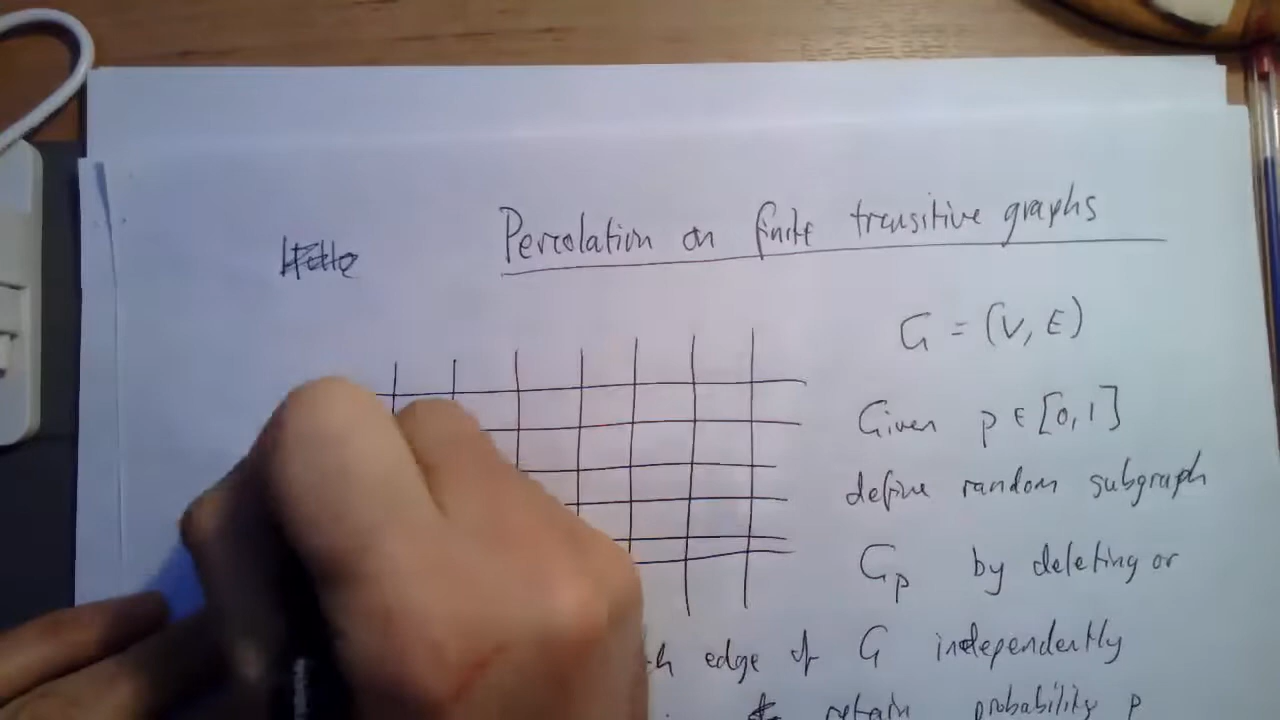 Percolation on finite transitive graphs
G = (V, E)
Given p ∈ [0,1]
define random subgraph
Gp by deleting or
edge of G independently
retain probability p